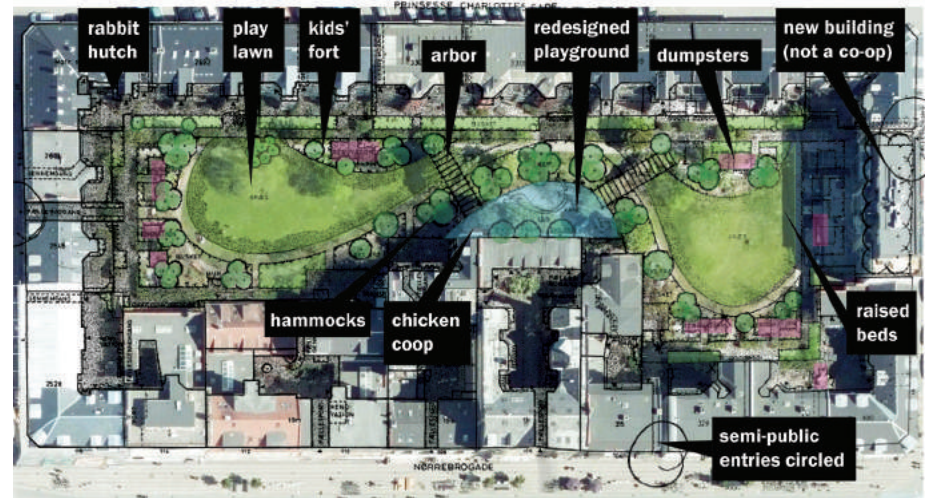 PRINSESSE CHARLOTTES GADE
rabbit
hutch
play
lawn
kids'
fort
arbor
redesigned
playground
dumpsters
new building
(not a co-op)
hammocks
chicken
coop
raised
beds
semi-public
entries circled
NØRREBROGADE